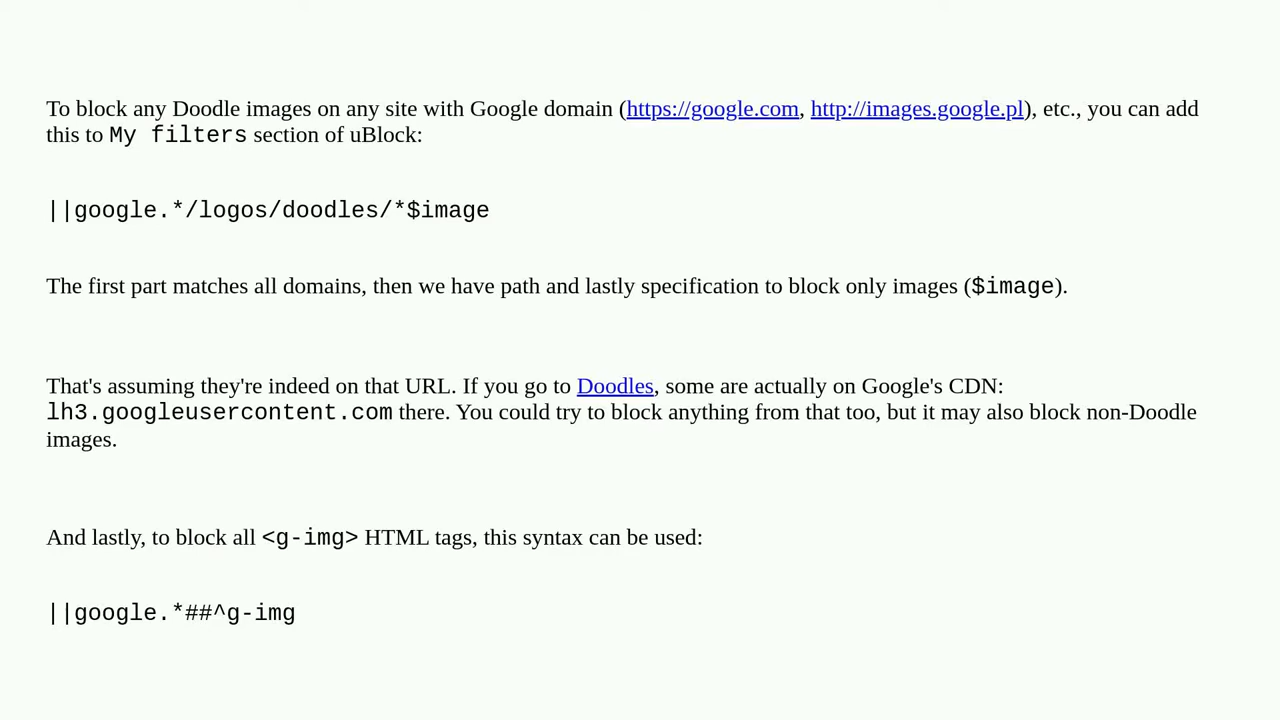 To block any Doodle images on any site with Google domain (https://google.com, http://images.google.pl), etc., you can add
this to My filters section of uBlock:
||google.*/logos/doodles/*$image
The first part matches all domains, then we have path and lastly specification to block only images ($image).
That's assuming they're indeed on that URL. If you go to Doodles, some are actually on Google's CDN:
lh3.googleusercontent.com there. You could try to block anything from that too, but it may also block non-Doodle
images.
And lastly, to block all <g-img> HTML tags, this syntax can be used:
||google.*##^g-img